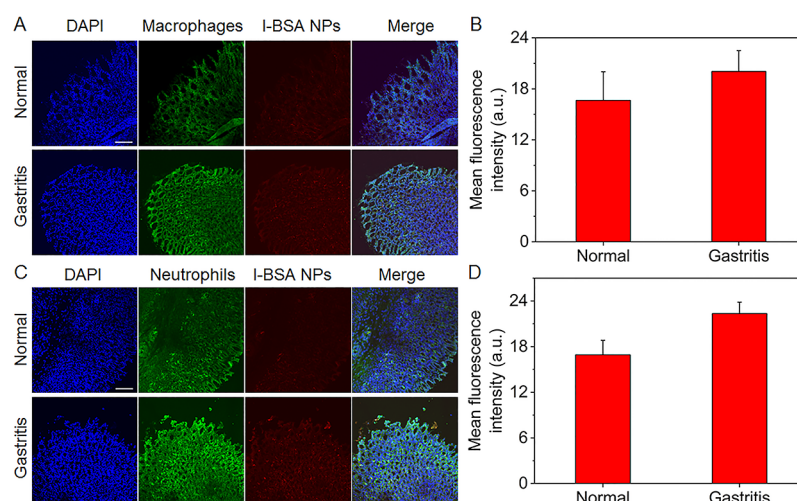 A
DAPI Macrophages I-BSA NPs Merge
Normal
Gastritis
B
Mean fluorescence
intensity (a.u.)
24
18
12
6
0
Normal Gastritis
C
DAPI Neutrophils I-BSA NPs Merge
Normal
Gastritis
D
Mean fluorescence
intensity (a.u.)
24
18
12
6
0
Normal Gastritis